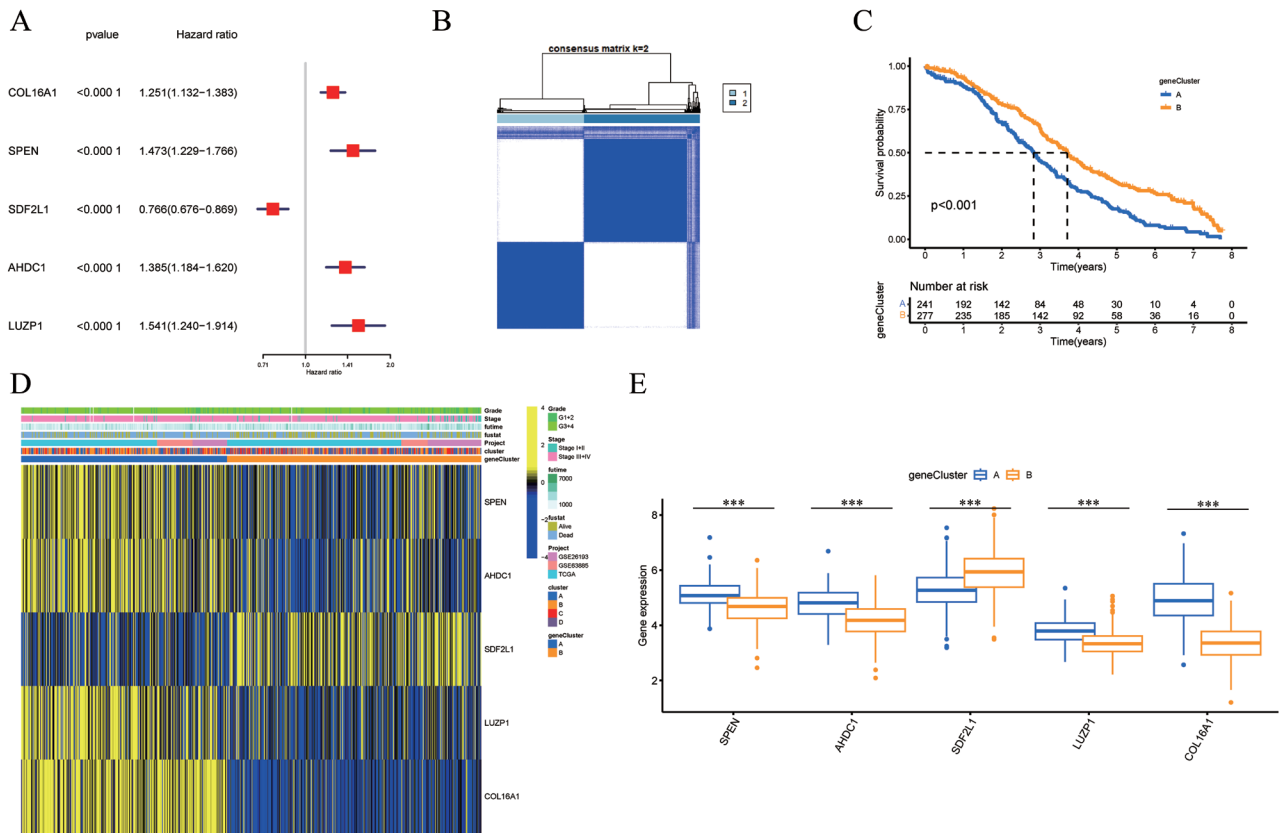 A
pvalue Hazard ratio
COL16A1 <0.000 1 1.251(1.132−1.383)
SPEN <0.000 1 1.473(1.229−1.766)
SDF2L1 <0.000 1 0.766(0.676−0.869)
AHDC1 <0.000 1 1.385(1.184−1.620)
LUZP1 <0.000 1 1.541(1.240−1.914)
0.71 1.0 1.41 2.0
Hazard ratio
B
consensus matrix k=2
1
2
C
geneCluster
A
B
Survival probability
1.00
0.75
0.50
0.25
0.00
p<0.001
0 1 2 3 4 5 6 7 8
Time(years)
Number at risk
geneCluster
A 241 192 142 84 48 30 10 4 0
B 277 235 185 142 92 58 36 16 0
0 1 2 3 4 5 6 7 8
Time(years)
D
Grade
Stage
futime
fustat
Project
cluster
geneCluster
SPEN
AHDC1
SDF2L1
LUZP1
COL16A1
4
2
0
−2
−4
Grade
G1+2
G3+4
Stage
Stage I+II
Stage III+IV
futime
7000
1000
fustat
Alive
Dead
Project
GSE26193
GSE63885
TCGA
cluster
A
B
C
D
geneCluster
A
B
E
geneCluster A B
*** *** *** *** ***
Gene expression
8
6
4
2
SPEN
AHDC1
SDF2L1
LUZP1
COL16A1